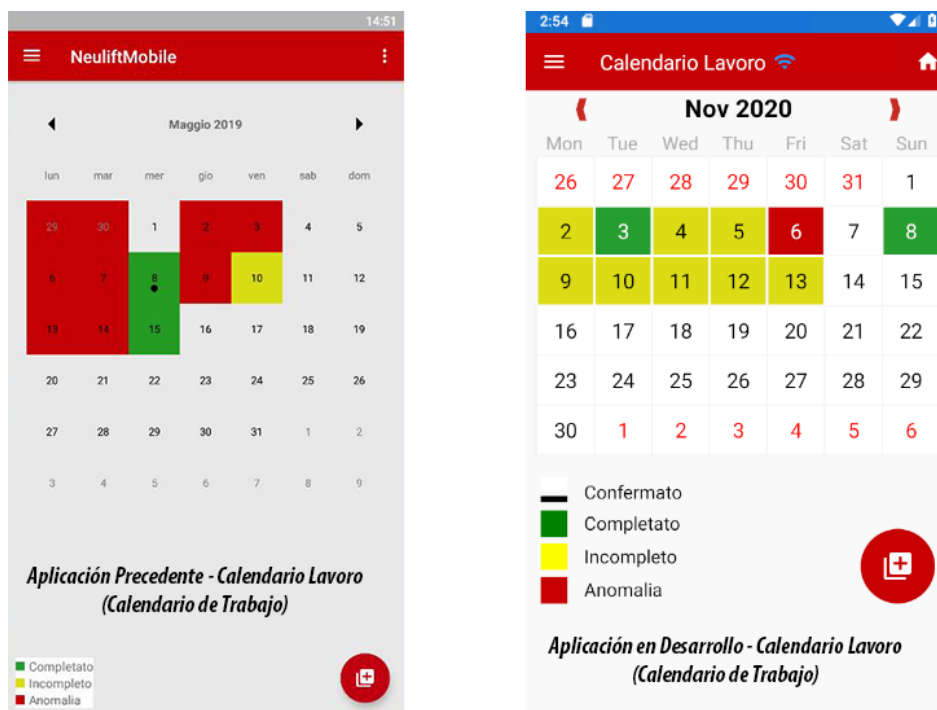 14:51
NeuliftMobile
Maggio 2019
lun mar mer gio ven sab dom
29 30 1 2 3 4 5
6 7 8 9 10 11 12
13 14 15 16 17 18 19
20 21 22 23 24 25 26
27 28 29 30 31 1 2
3 4 5 6 7 8 9
Aplicación Precedente - Calendario Lavoro
(Calendario de Trabajo)
Completato
Incompleto
Anomalia
2:54
Calendario Lavoro
Nov 2020
Mon Tue Wed Thu Fri Sat Sun
26 27 28 29 30 31 1
2 3 4 5 6 7 8
9 10 11 12 13 14 15
16 17 18 19 20 21 22
23 24 25 26 27 28 29
30 1 2 3 4 5 6
Confermato
Completato
Incompleto
Anomalia
Aplicación en Desarrollo - Calendario Lavoro
(Calendario de Trabajo)